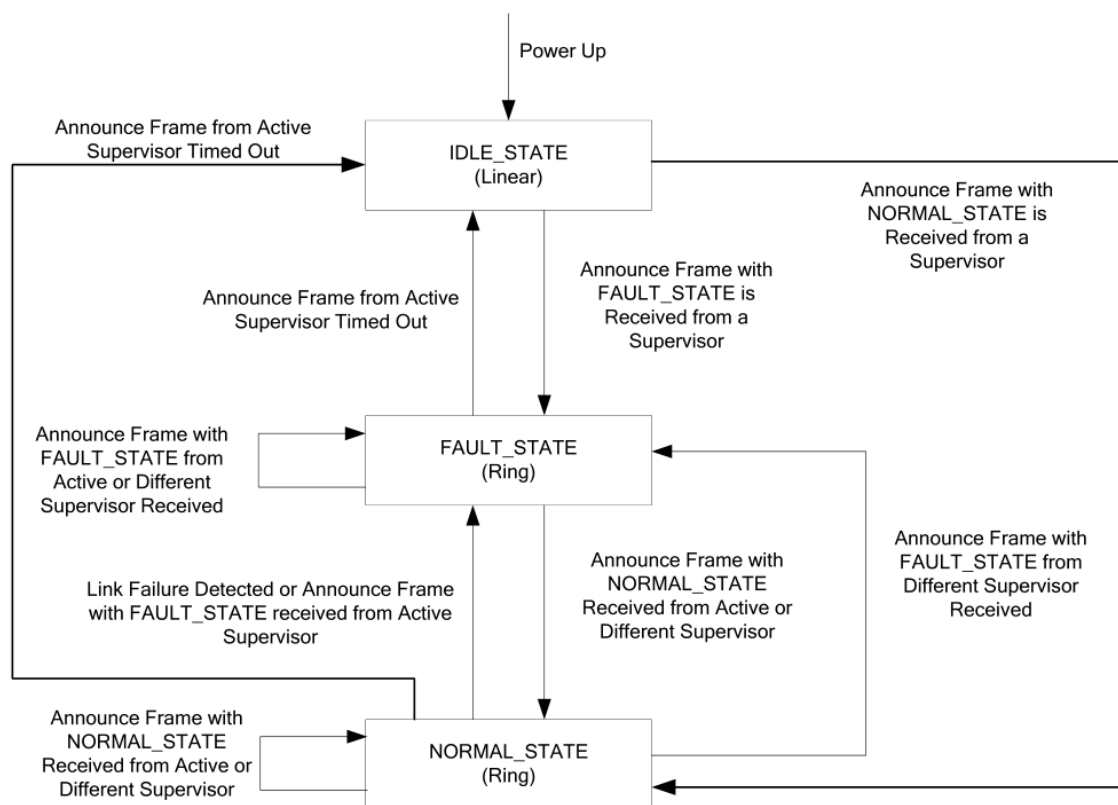 Power Up
Announce Frame from Active
Supervisor Timed Out
IDLE_STATE
(Linear)
Announce Frame with
NORMAL_STATE is
Received from a
Supervisor
Announce Frame from Active
Supervisor Timed Out
Announce Frame with
FAULT_STATE is
Received from a
Supervisor
Announce Frame with
FAULT_STATE from
Active or Different
Supervisor Received
FAULT_STATE
(Ring)
Link Failure Detected or Announce Frame
with FAULT_STATE received from Active
Supervisor
Announce Frame with
NORMAL_STATE
Received from Active or
Different Supervisor
Announce Frame with
FAULT_STATE from
Different Supervisor
Received
Announce Frame with
NORMAL_STATE
Received from Active or
Different Supervisor
NORMAL_STATE
(Ring)